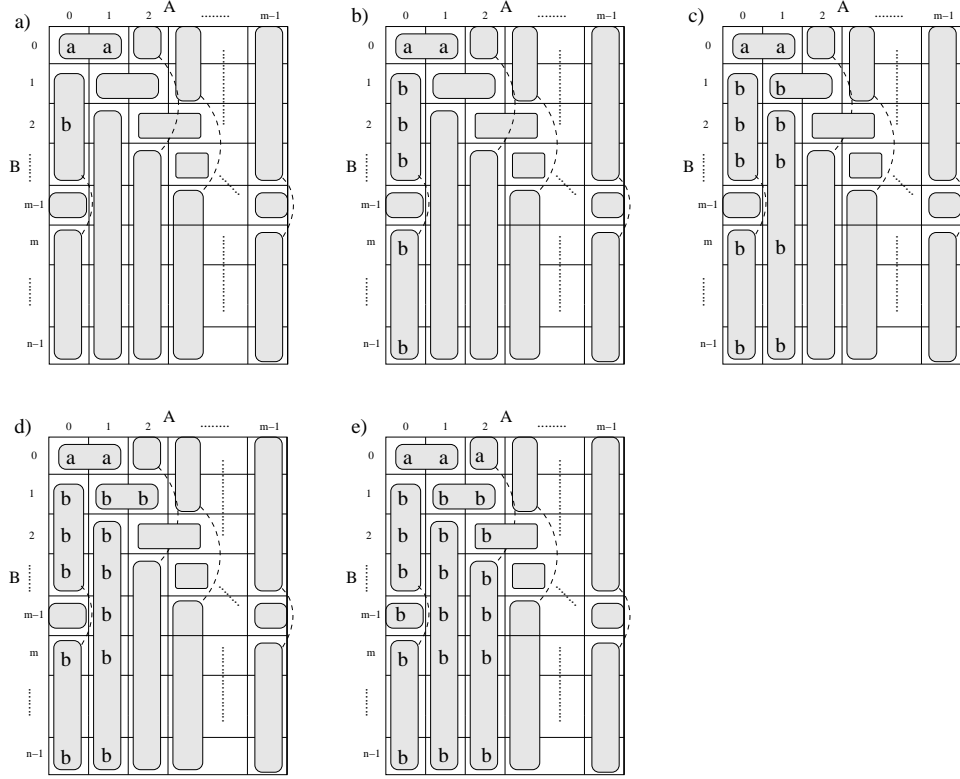 a) A b) A c) A
0 1 2 ........ m−1 0 1 2 ........ m−1 0 1 2 ........ m−1
0 a a 0 a a 0 a a
1 1 b 1 b b
2 b 2 b 2 b b
B B b B b b
m−1 m−1 m−1
m m b m b b
n−1 n−1 b n−1 b b
d) A e) A
0 1 2 ........ m−1 0 1 2 ........ m−1
0 a a 0 a a a
1 b b b 1 b b b
2 b b 2 b b b
B b b B b b b
m−1 b m−1 b b b
m b b m b b b
n−1 b b n−1 b b b